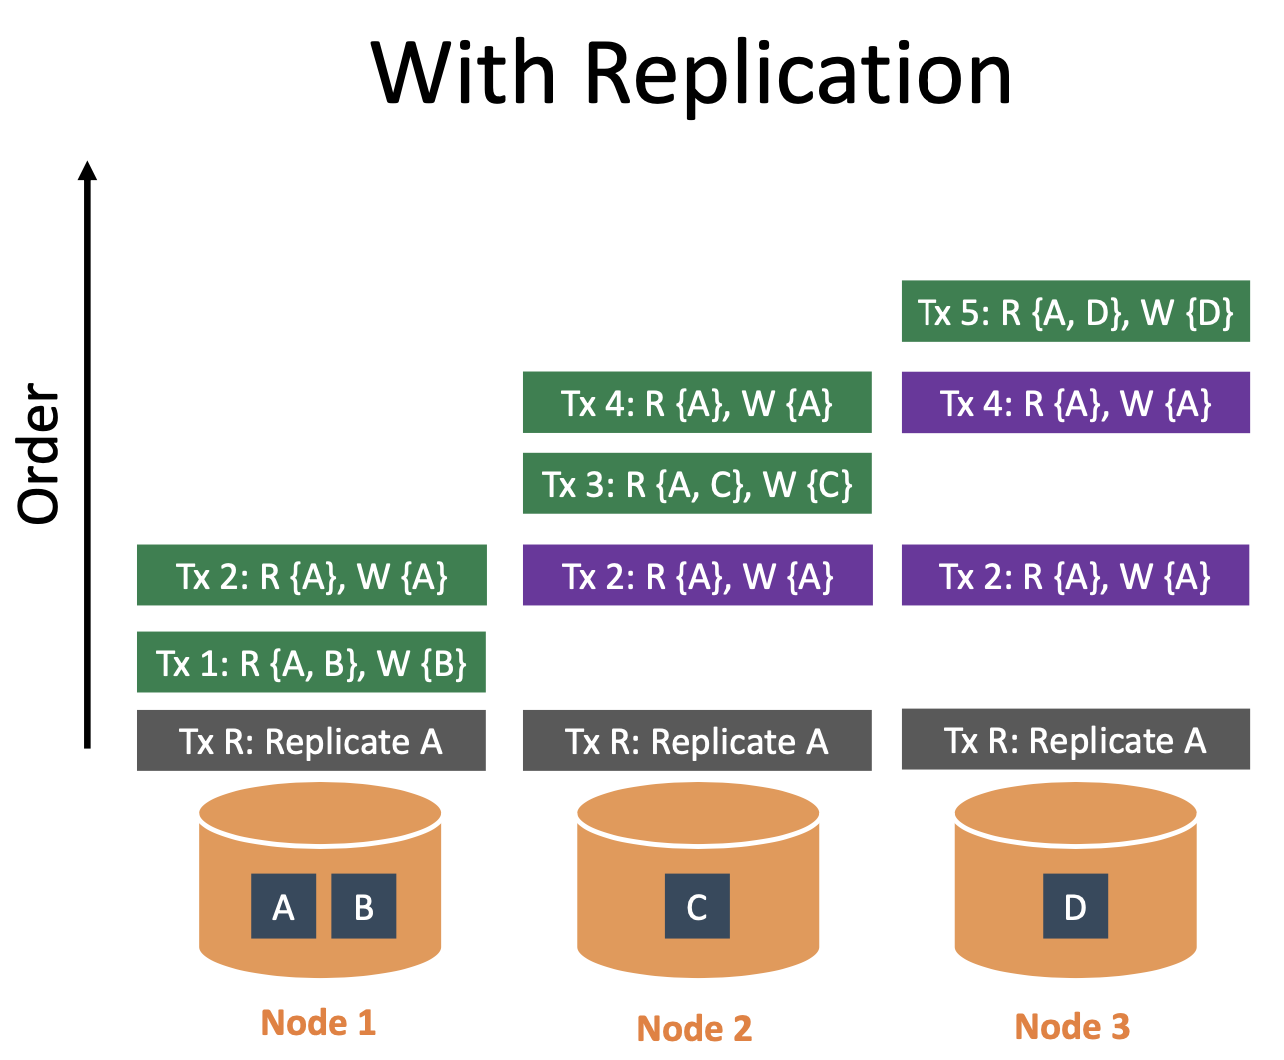 With Replication
Order
Tx 5: R {A, D}, W {D}
Tx 4: R {A}, W {A}
Tx 4: R {A}, W {A}
Tx 3: R {A, C}, W {C}
Tx 2: R {A}, W {A}
Tx 2: R {A}, W {A}
Tx 2: R {A}, W {A}
Tx 1: R {A, B}, W {B}
Tx R: Replicate A
Tx R: Replicate A
Tx R: Replicate A
A
B
C
D
Node 1
Node 2
Node 3